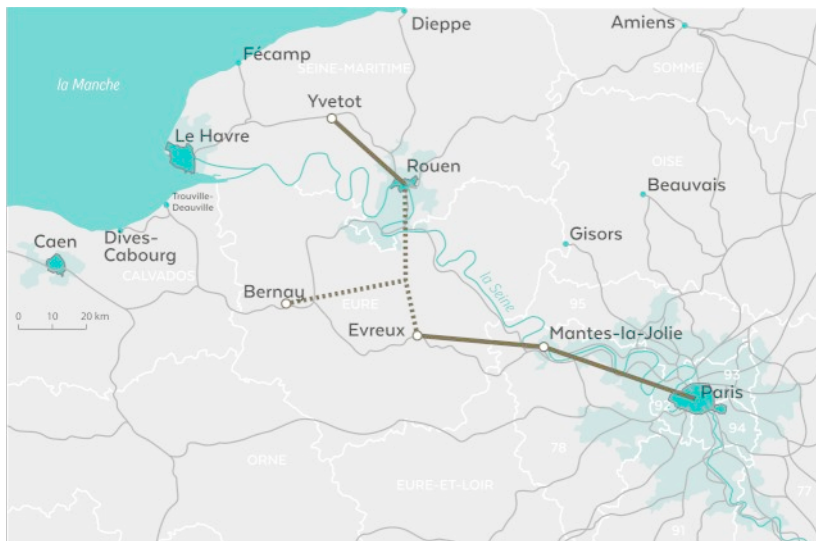 Dieppe
Amiens
Fécamp
SEINE-MARITIME
SOMME
la Manche
Yvetot
Le Havre
Rouen
OISE
Beauvais
Trouville-
Deauville
Caen
Dives-
Cabourg
Gisors
CALVADOS
la Seine
Bernay
EURE
95
0 10 20 km
Evreux
Mantes-la-Jolie
93
Paris
92
94
78
ORNE
EURE-ET-LOIR
77
91